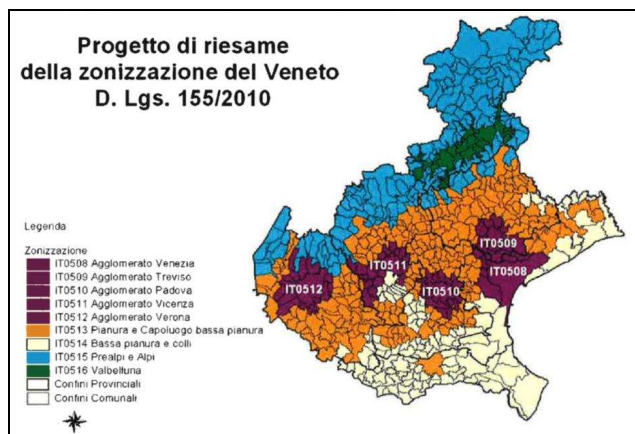 Progetto di riesame
della zonizzazione del Veneto
D. Lgs. 155/2010
Legenda
Zonizzazione
IT0508 Agglomerato Venezia
IT0509 Agglomerato Treviso
IT0510 Agglomerato Padova
IT0511 Agglomerato Vicenza
IT0512 Agglomerato Verona
IT0513 Pianura e Capoluogo bassa pianura
IT0514 Bassa pianura e colli
IT0515 Prealpi e Alpi
IT0516 Valbelluna
Confini Provinciali
Confini Comunali
IT0509
IT0511
IT0508
IT0512
IT0510